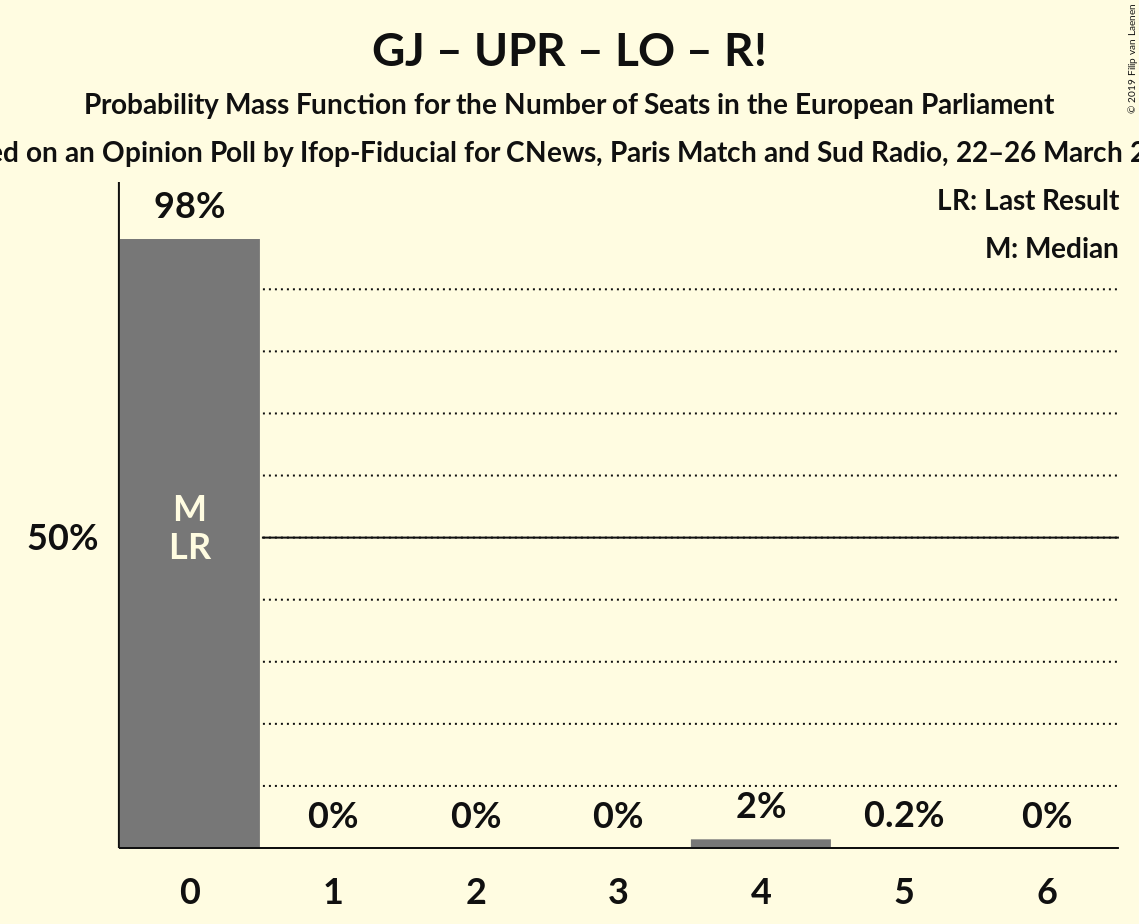 GJ – UPR – LO – R!
Probability Mass Function for the Number of Seats in the European Parliament
on an Opinion Poll by Ifop-Fiducial for CNews, Paris Match and Sud Radio, 22–26 March
© 2019 Filip van Laenen
LR: Last Result
M: Median
98%
M
LR
50%
0% 0% 0% 2% 0.2% 0%
0 1 2 3 4 5 6